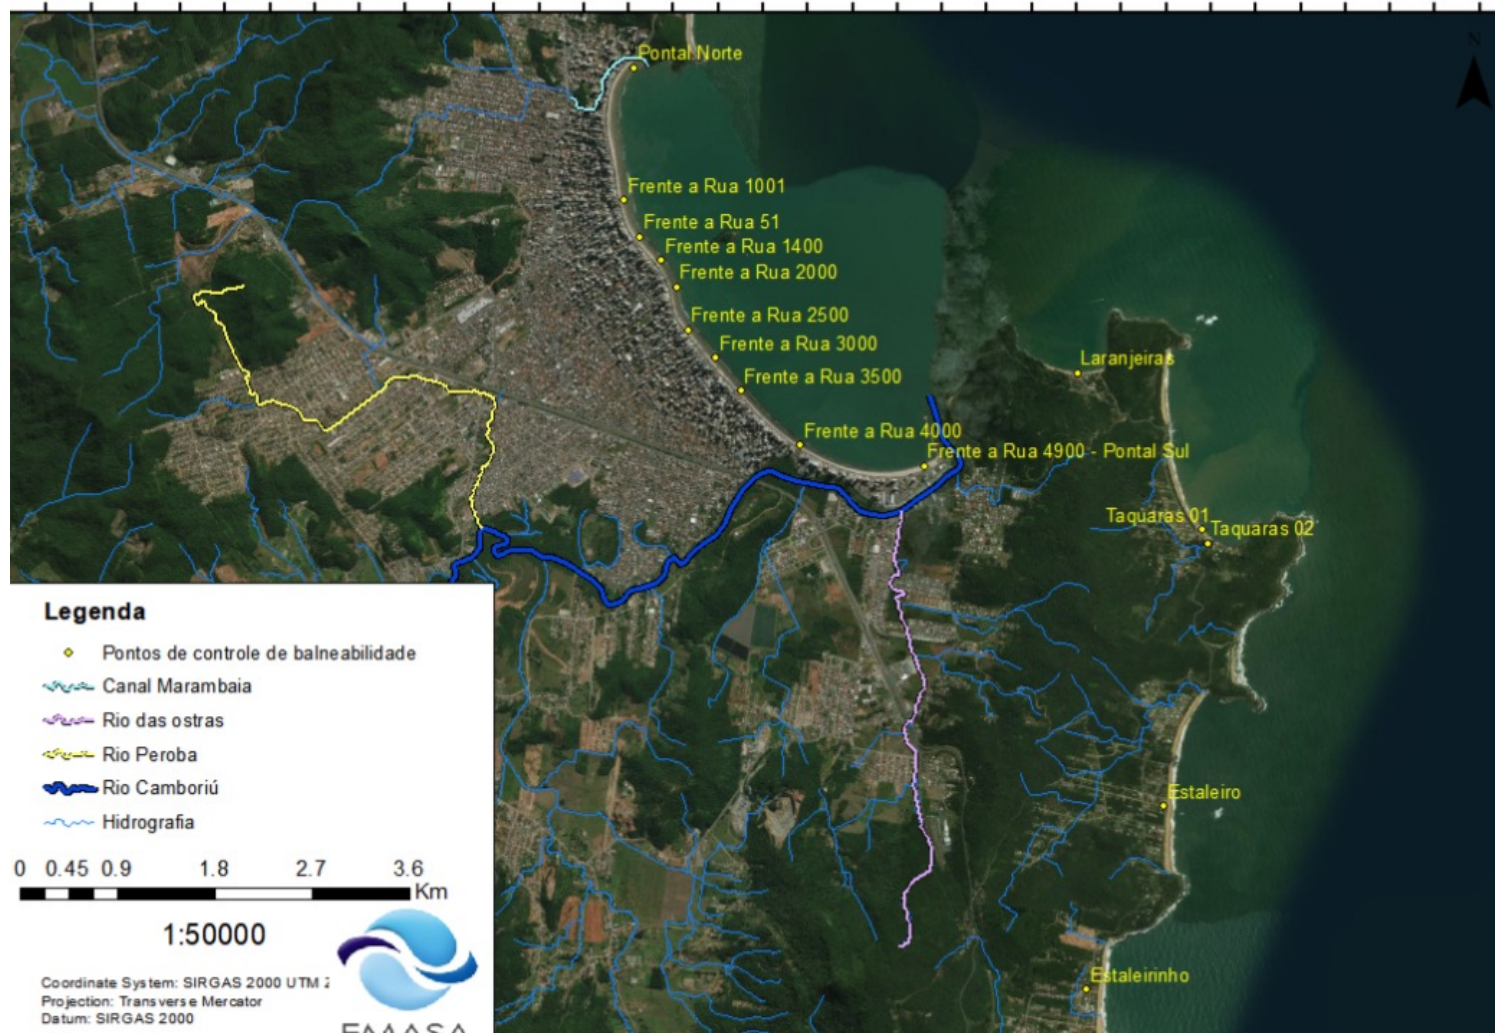 N
Pontal Norte
Frente a Rua 1001
Frente a Rua 51
Frente a Rua 1400
Frente a Rua 2000
Frente a Rua 2500
Frente a Rua 3000
Laranjeiras
Frente a Rua 3500
Frente a Rua 4000
Frente a Rua 4900 - Pontal Sul
Taquaras 01
Taquaras 02
Estaleiro
Estaleirinho
Legenda
Pontos de controle de balneabilidade
Canal Marambaia
Rio das ostras
Rio Peroba
Rio Camboriú
Hidrografia
0 0.45 0.9 1.8 2.7 3.6
Km
1:50000
Coordinate System: SIRGAS 2000 UTM 2
Projection: Transverse Mercator
Datum: SIRGAS 2000
EMASA